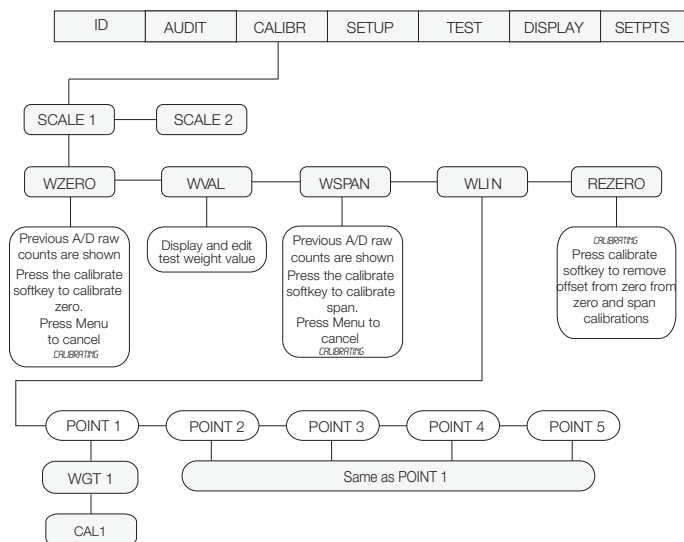 ID AUDIT CALIBR SETUP TEST DISPLAY SETPTS
SCALE 1 SCALE 2
WZERO WVAL WSPAN WLIN REZERO
Previous A/D raw
counts are shown
Press the calibrate
softkey to calibrate
zero.
Press Menu
to cancel
CALIBRATING
Display and edit
test weight value
Previous A/D raw
counts are shown
Press the calibrate
softkey to calibrate
span.
Press Menu to
cancel
CALIBRATING
CALIBRATING
Press calibrate
softkey to remove
offset from zero from
zero and span
calibrations
POINT 1 POINT 2 POINT 3 POINT 4 POINT 5
WGT 1
Same as POINT 1
CAL1